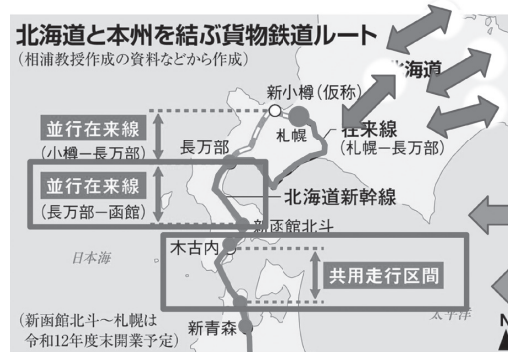 北海道と本州を結ぶ貨物鉄道ルート
(相浦教授作成の資料などから作成)
北海道
新小樽(仮称)
並行在来線
(小樽ー長万部)
札幌
在来線
(札幌ー長万部)
長万部
並行在来線
(長万部ー函館)
北海道新幹線
新函館北斗
木古内
日本海
共用走行区間
太平洋
(新函館北斗〜札幌は
令和12年度末開業予定)
新青森
N